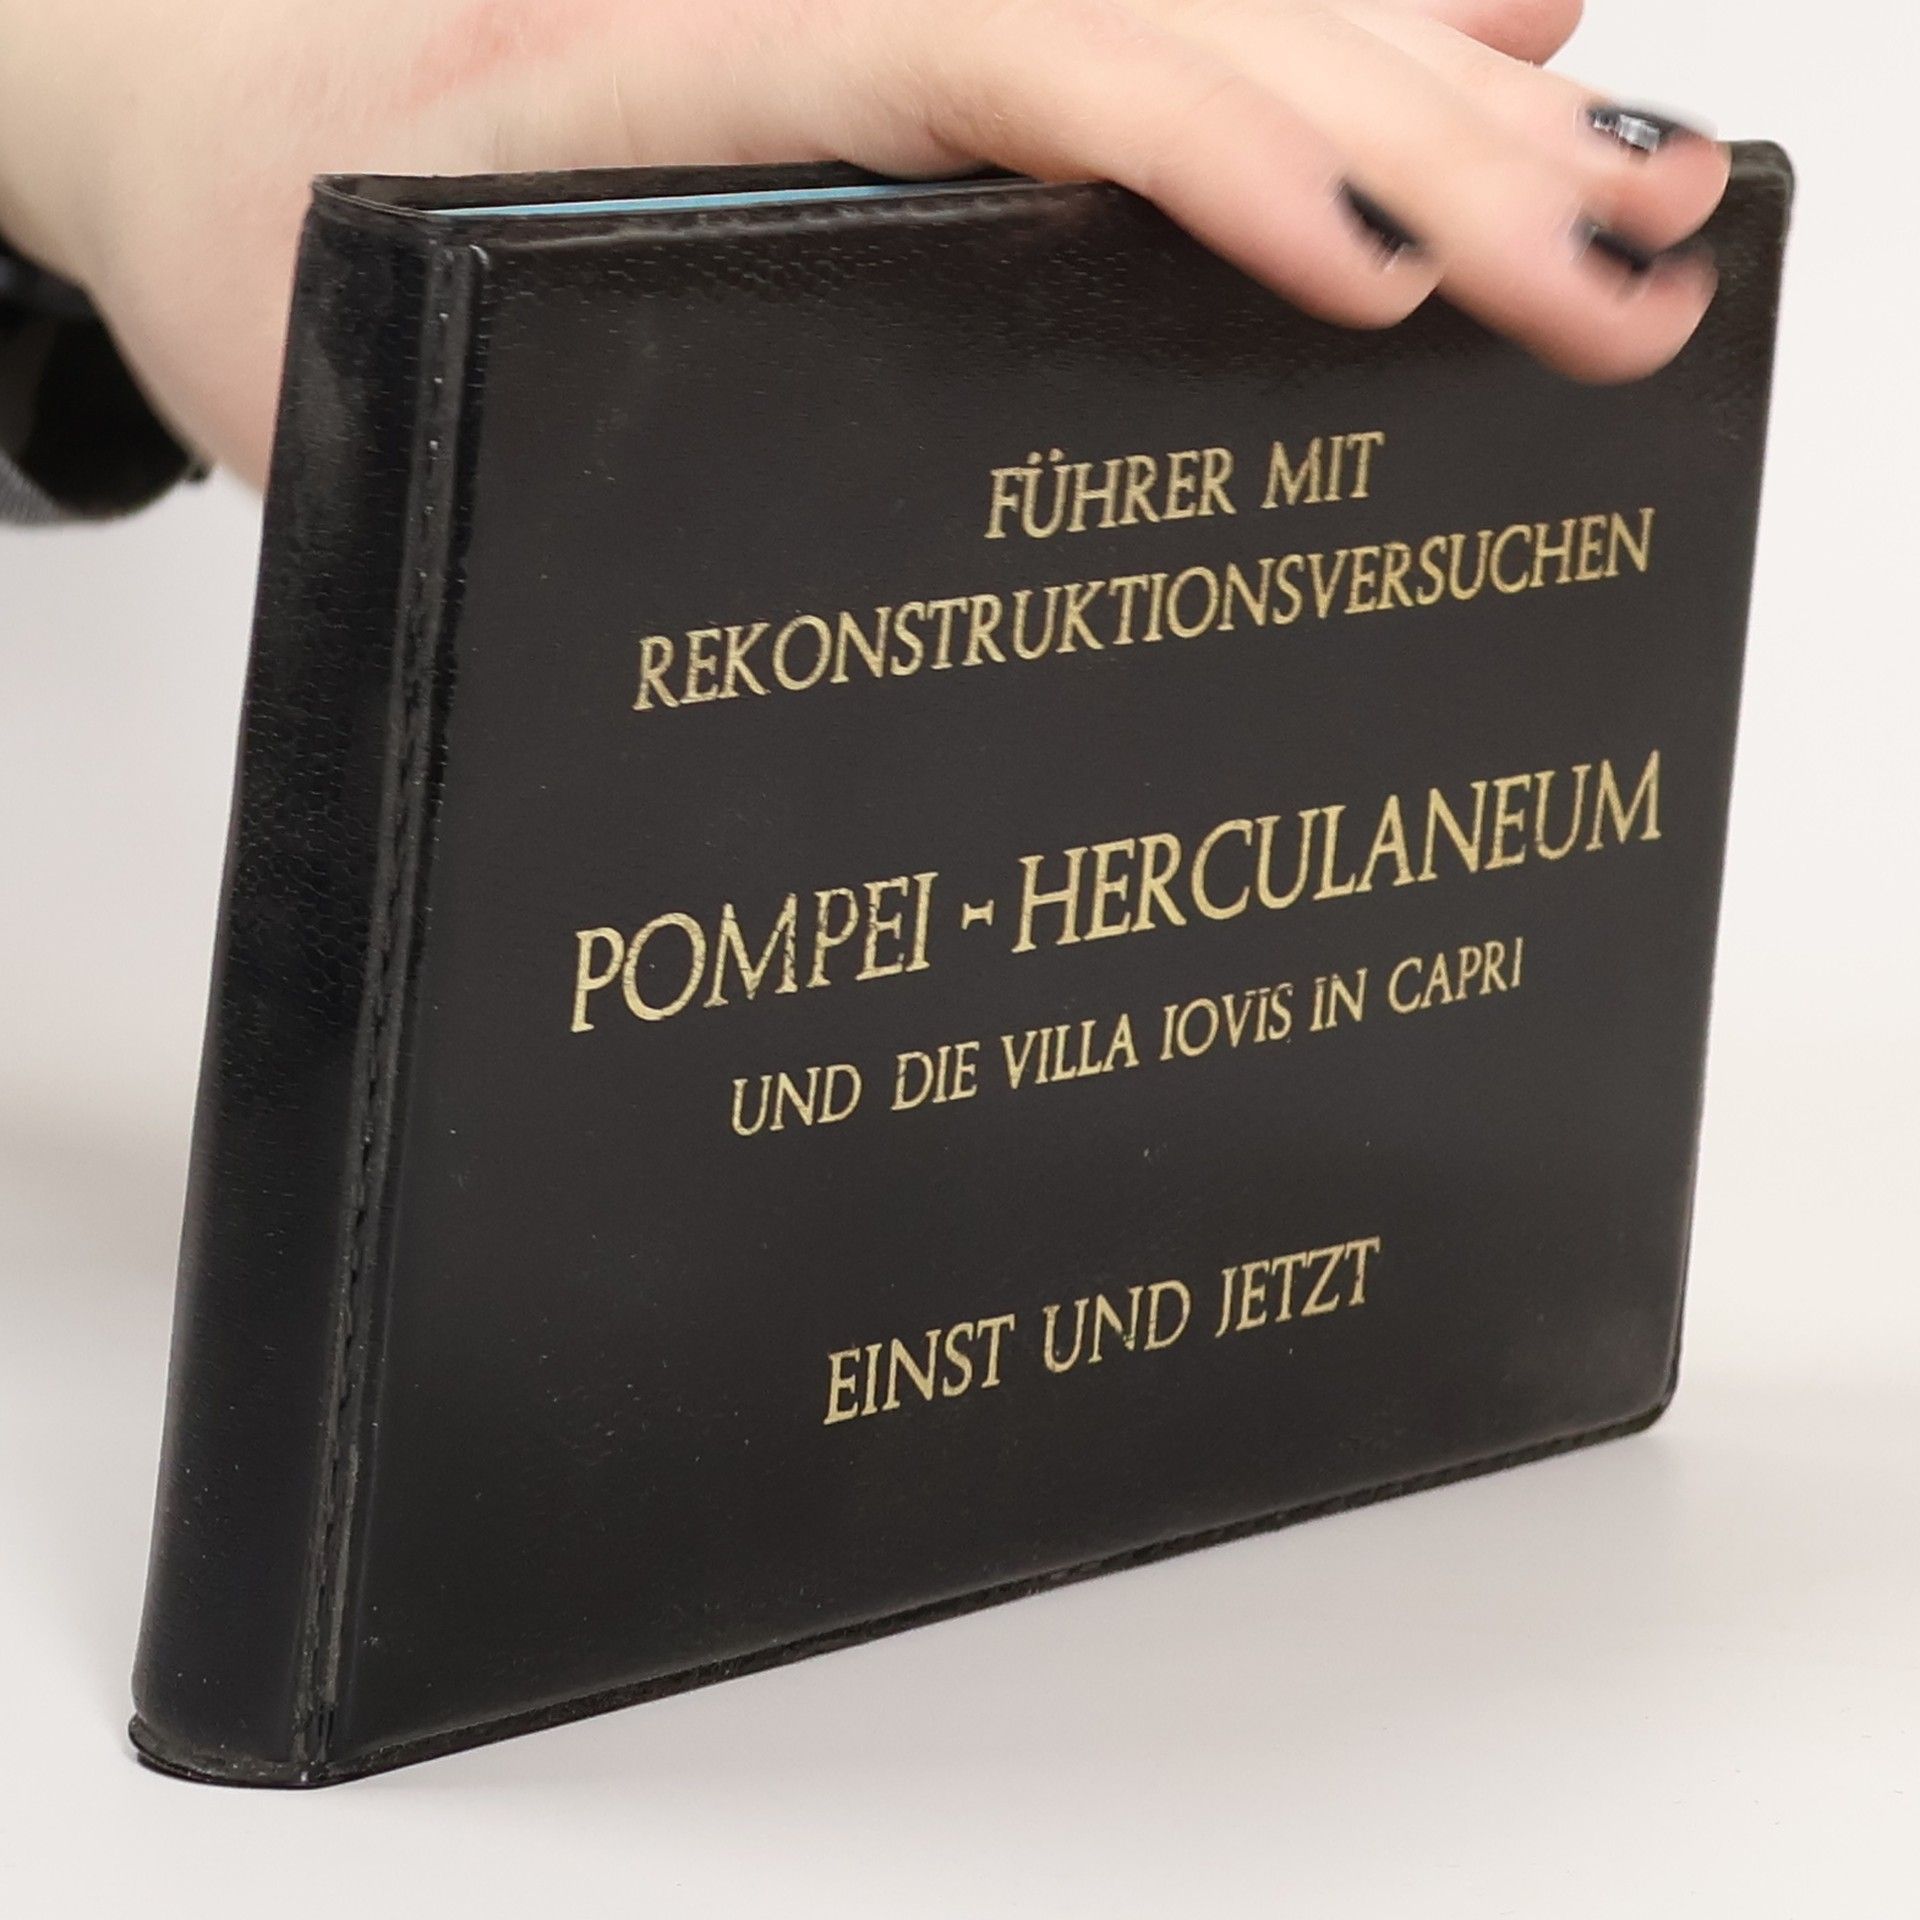 FÜHRER MIT
REKONSTRUKTIONSVERSUCHEN
POMPEI - HERCULANEUM
UND DIE VILLA IOVIS IN CAPRI
EINST UND JETZT